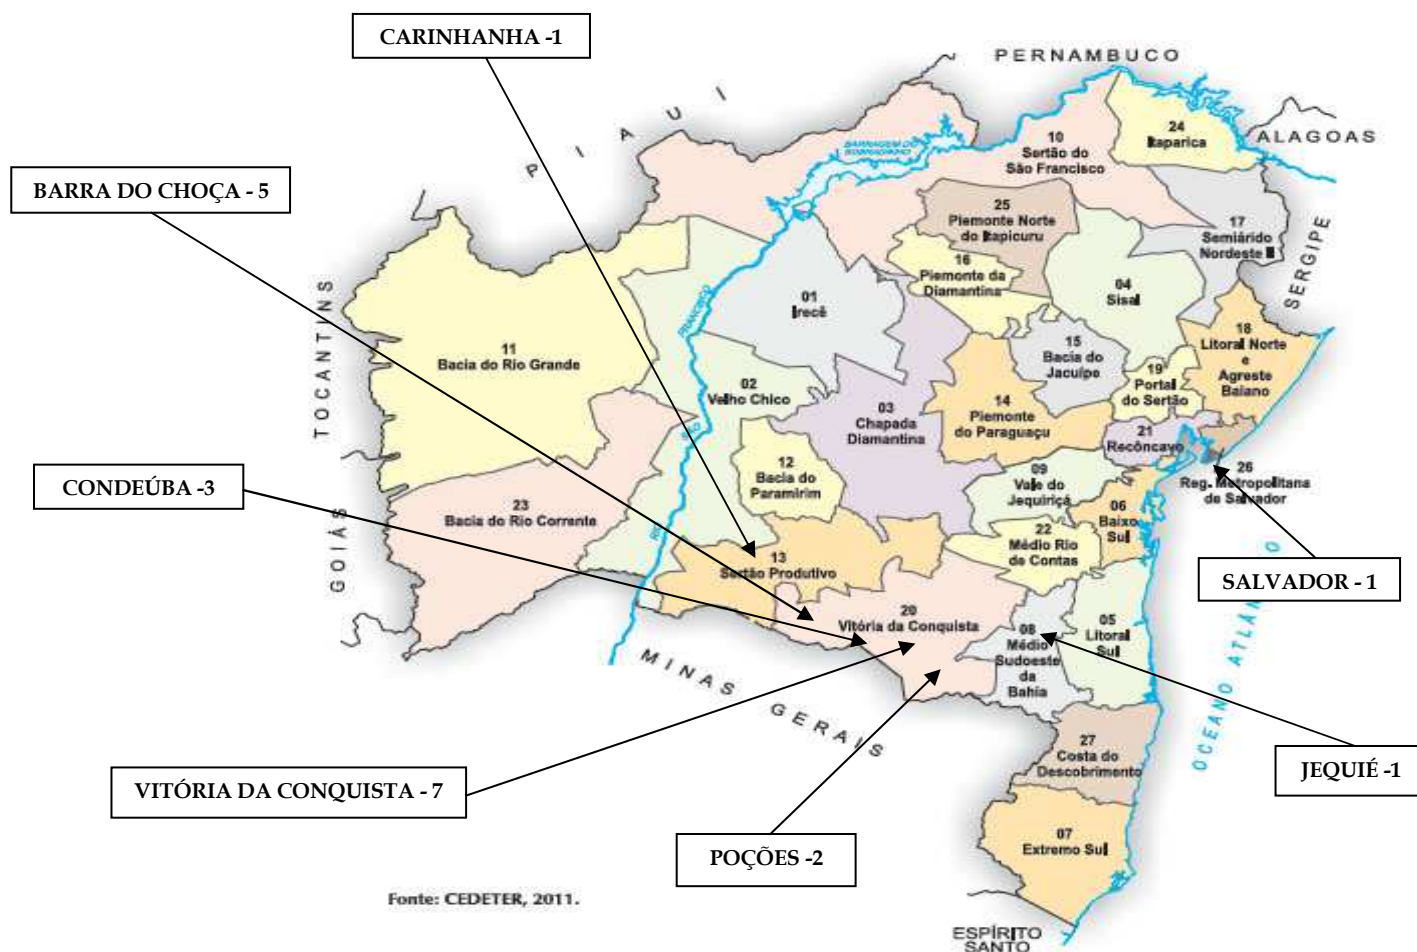 CARINHANHA -1
PERNAMBUCO
PIAUI
24
Itaparica
ALAGOAS
10
Sertão do
São Francisco
BARRAGEM DO
SOBRADINHO
BARRA DO CHOÇA - 5
25
Piemonte Norte
do Itapicuru
17
Semiárido
Nordeste II
SERGIPE
16
Piemonte da
Diamantina
04
Sisal
TOCANTINS
01
Irecê
FRANCISCO
18
Litoral Norte
e
Agreste
Baiano
11
Bacia do Rio Grande
15
Bacia do
Jacuípe
19
Portal
do Sertão
02
Velho Chico
03
Chapada
Diamantina
14
Piemonte
do Paraguaçu
SÃO
21
Recôncavo
12
Bacia do
Paramirim
09
Vale do
Jequiriçá
26
Reg. Metropolitana
de Salvador
CONDEÚBA -3
23
Bacia do Rio Corrente
06
Baixo
Sul
22
Médio Rio
de Contas
GOIÁS
RIO
13
Sertão Produtivo
SALVADOR - 1
20
Vitória da Conquista
08
Médio
Sudoeste
da
Bahia
05
Litoral
Sul
OCEANO ATLÂNTICO
MINAS GERAIS
27
Costa do
Descobrimento
JEQUIÉ -1
VITÓRIA DA CONQUISTA - 7
POÇÕES -2
07
Extremo Sul
Fonte: CEDETER, 2011.
ESPÍRITO
SANTO